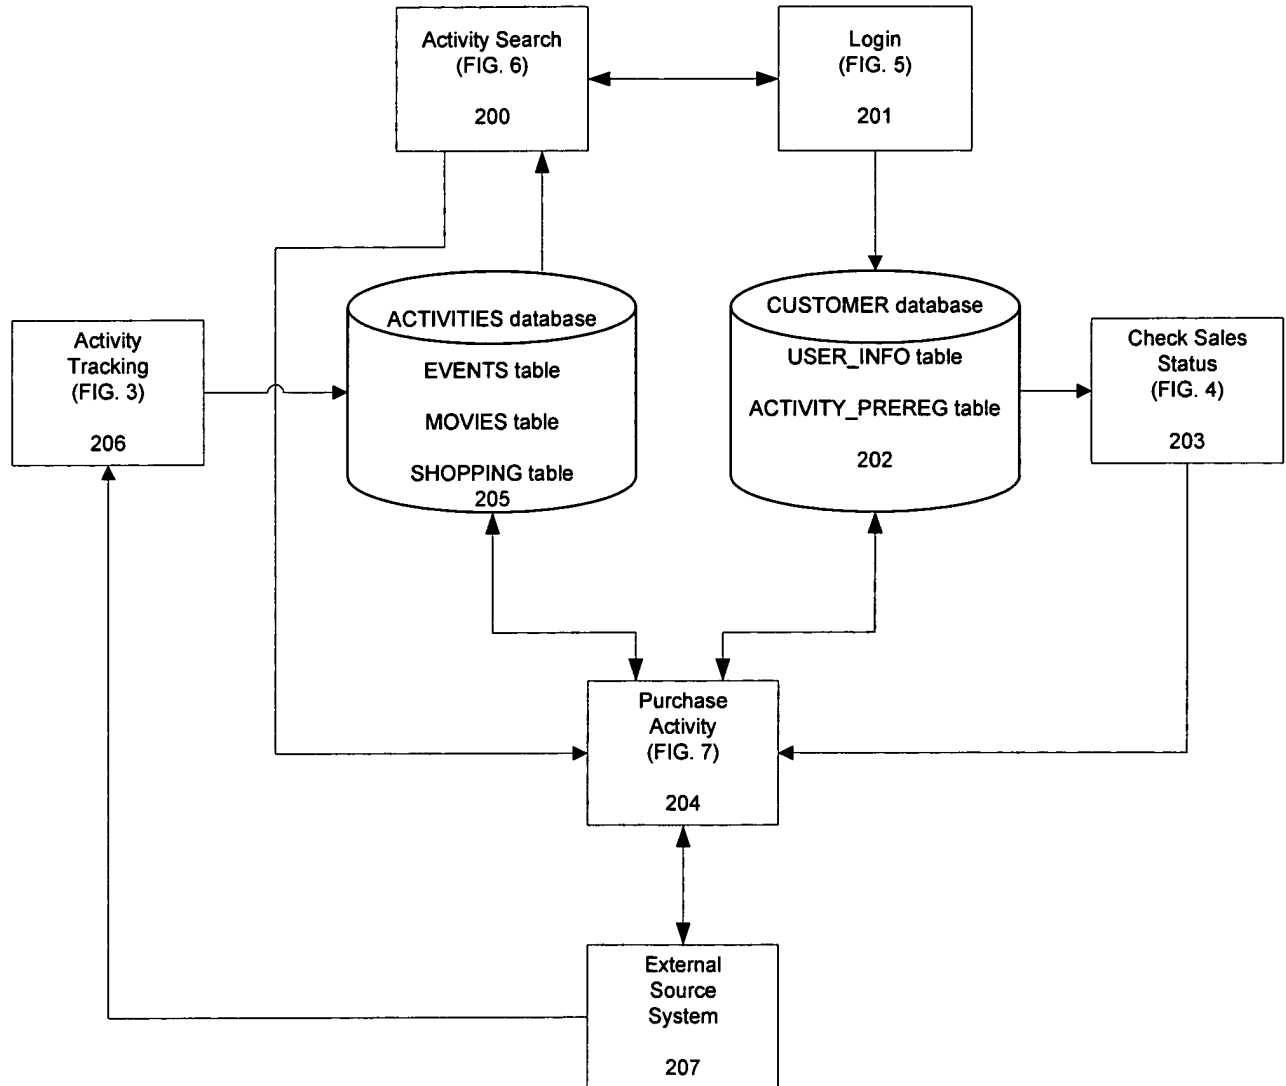 Activity Search
(FIG. 6)
200
Login
(FIG. 5)
201
Activity
Tracking
(FIG. 3)
206
ACTIVITIES database
EVENTS table
MOVIES table
SHOPPING table
205
CUSTOMER database
USER_INFO table
ACTIVITY_PREREG table
202
Check Sales
Status
(FIG. 4)
203
Purchase
Activity
(FIG. 7)
204
External
Source
System
207